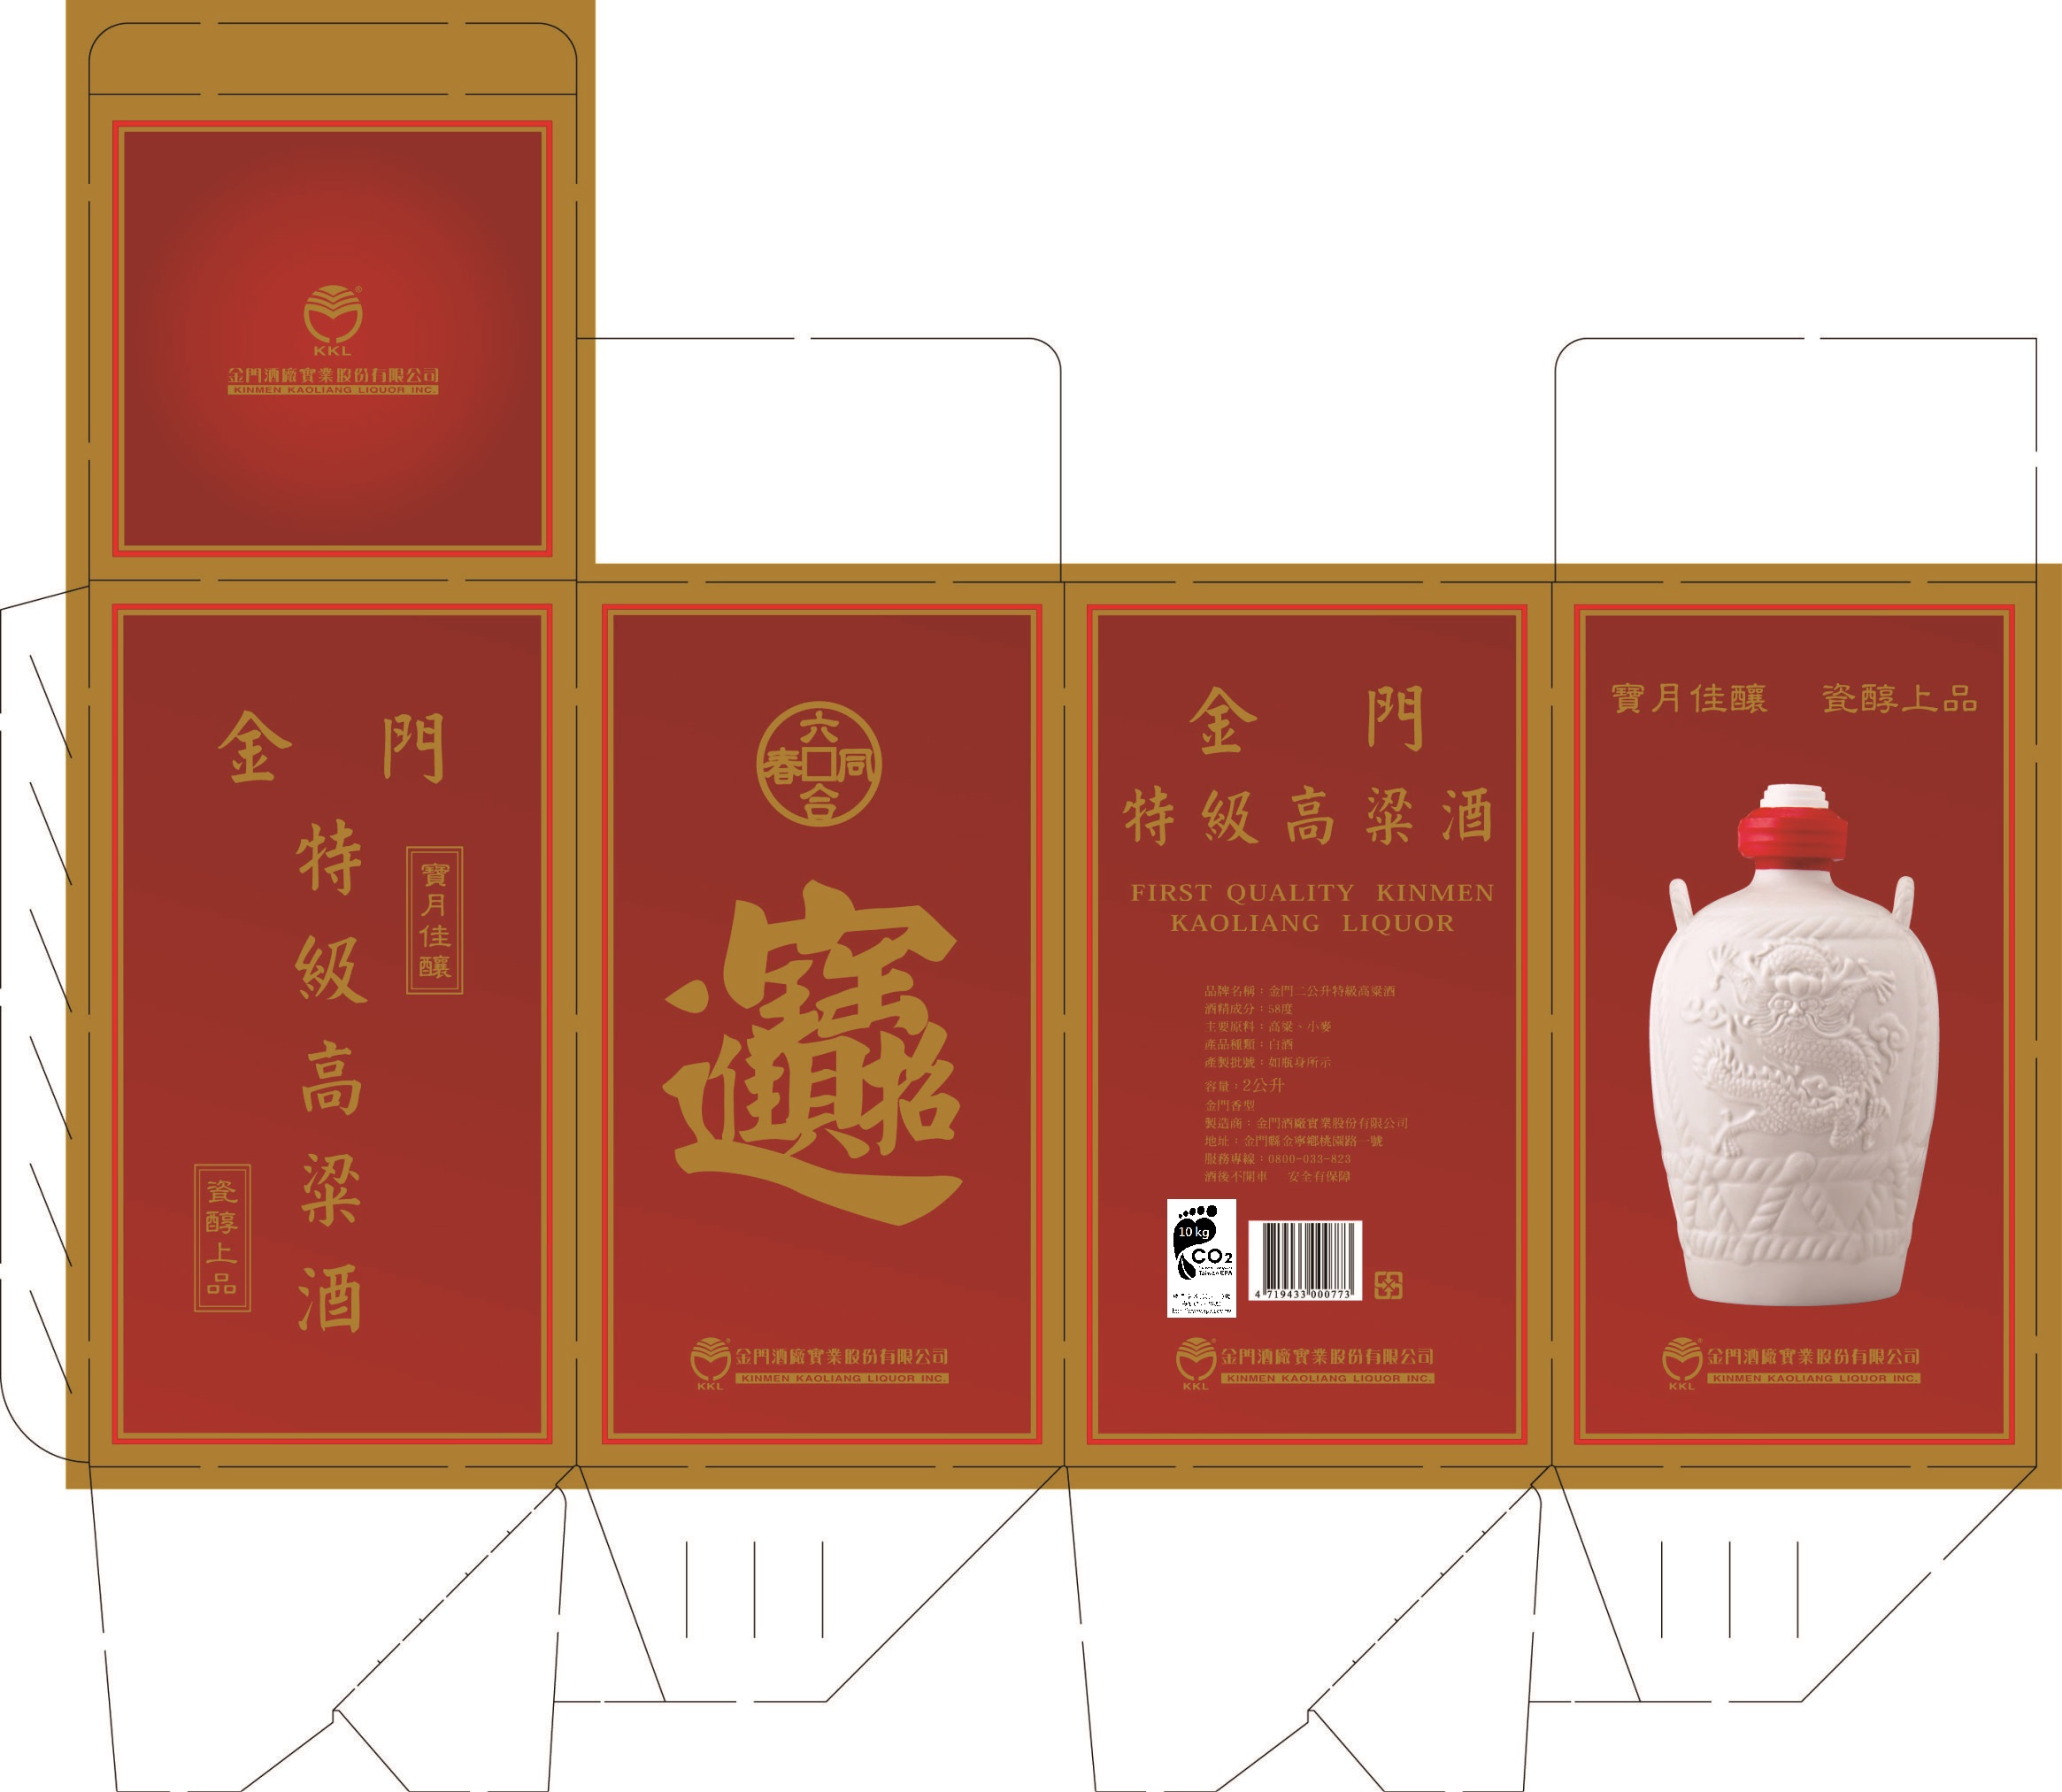 KKL
金門酒廠實業股份有限公司
KINMEN KAOLIANG LIQUOR INC.
金門
特級高粱酒
寶月佳釀
瓷醇上品
六合同春
招財進寶
KKL
金門酒廠實業股份有限公司
KINMEN KAOLIANG LIQUOR INC.
金門
特級高粱酒
FIRST QUALITY KINMEN
KAOLIANG LIQUOR
品牌名稱：金門二公升特級高粱酒
酒精成分：58度
主要原料：高粱、小麥
產品種類：白酒
產製批號：如瓶身所示
容量：2公升
金門香型
製造商：金門酒廠實業股份有限公司
地址：金門縣金寧鄉桃園路一號
服務專線：0800-033-823
酒後不開車 安全有保障
10 kg
CO2
Taiwan EPA
4 719433 000773
KKL
金門酒廠實業股份有限公司
KINMEN KAOLIANG LIQUOR INC.
寶月佳釀 瓷醇上品
KKL
金門酒廠實業股份有限公司
KINMEN KAOLIANG LIQUOR INC.